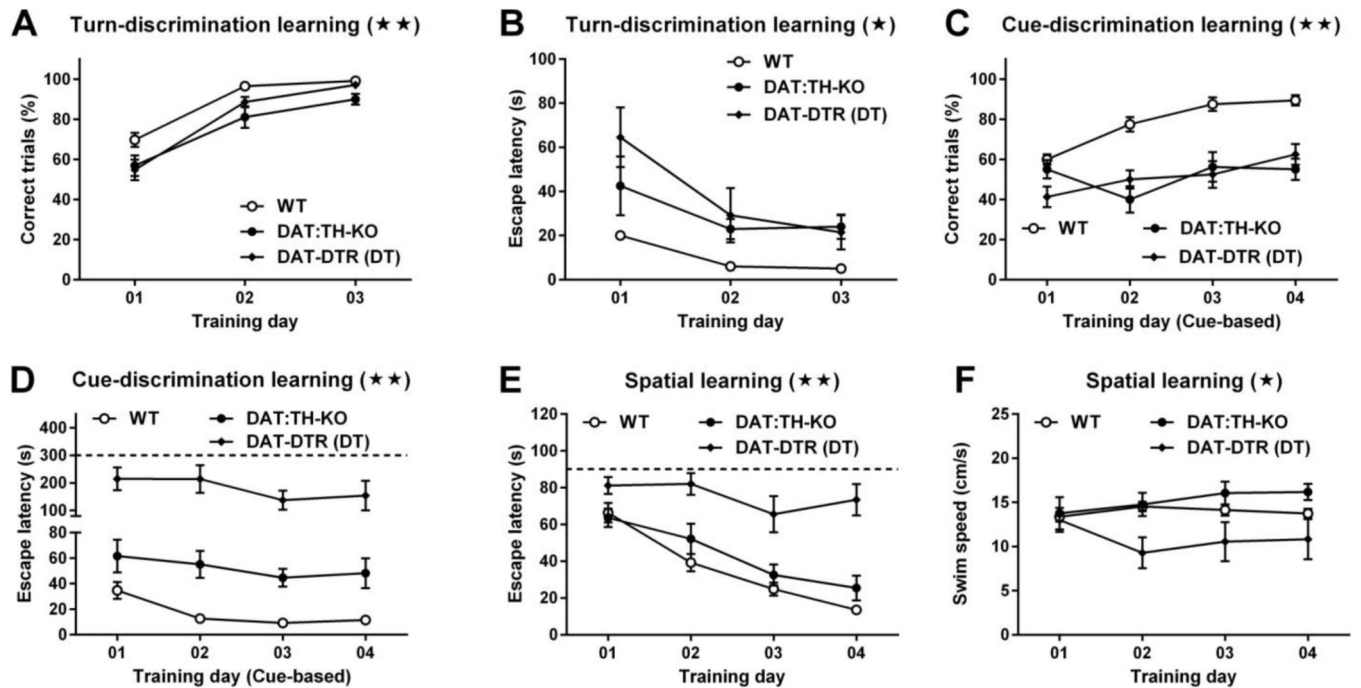 A Turn-discrimination learning (★★)
Correct trials (%)
100
80
60
40
20
0
WT
DAT:TH-KO
DAT-DTR (DT)
01 02 03
Training day
B Turn-discrimination learning (★)
Escape latency (s)
100
80
60
40
20
0
WT
DAT:TH-KO
DAT-DTR (DT)
01 02 03
Training day
C Cue-discrimination learning (★★)
Correct trials (%)
100
80
60
40
20
0
WT DAT:TH-KO
DAT-DTR (DT)
01 02 03 04
Training day (Cue-based)
D Cue-discrimination learning (★★)
Escape latency (s)
WT DAT:TH-KO
DAT-DTR (DT)
400
300
200
100
80
60
40
20
0
01 02 03 04
Training day (Cue-based)
E Spatial learning (★★)
Escape latency (s)
WT DAT:TH-KO
DAT-DTR (DT)
120
100
80
60
40
20
0
01 02 03 04
Training day
F Spatial learning (★)
Swim speed (cm/s)
WT DAT:TH-KO
DAT-DTR (DT)
25
20
15
10
5
0
01 02 03 04
Training day